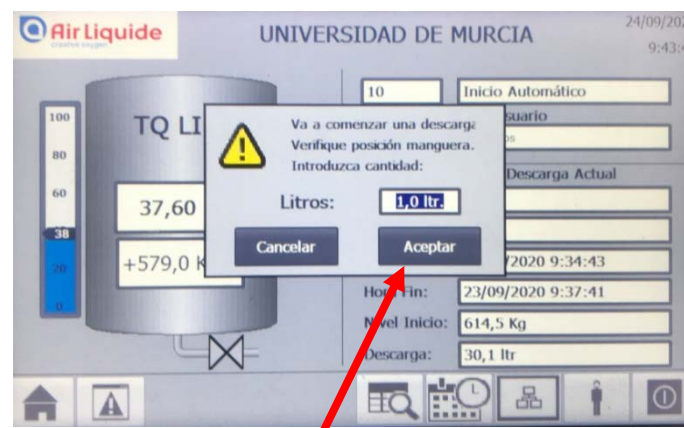 Air Liquide
creative oxygen
UNIVERSIDAD DE MURCIA
24/09/202
9:43:
10
Inicio Automático
suario
100
80
60
38
20
0
TQ LI
37,60
+579,0 K
Va a comenzar una descarga
Verifique posición manguera.
Introduzca cantidad:
Litros:
1,0 ltr.
Cancelar
Aceptar
Descarga Actual
/2020 9:34:43
Hora Fin:
23/09/2020 9:37:41
Nivel Inicio:
614,5 Kg
Descarga:
30,1 ltr